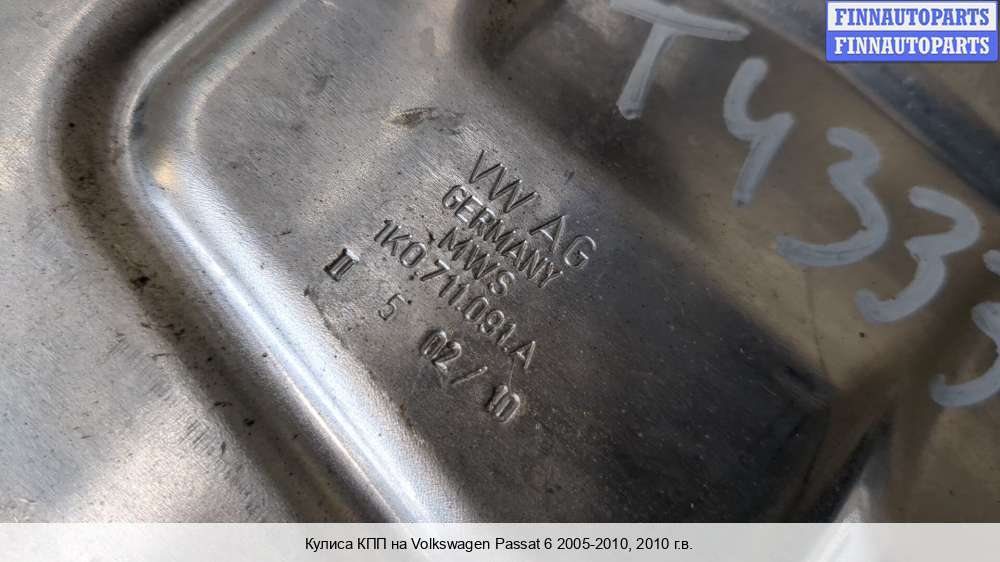 FINNAUTOPARTS
FINNAUTOPARTS
T433
VW AG
GERMANY
MWS
1K0.711.091.A
II 5 02/10
Кулиса КПП на Volkswagen Passat 6 2005-2010, 2010 г.в.